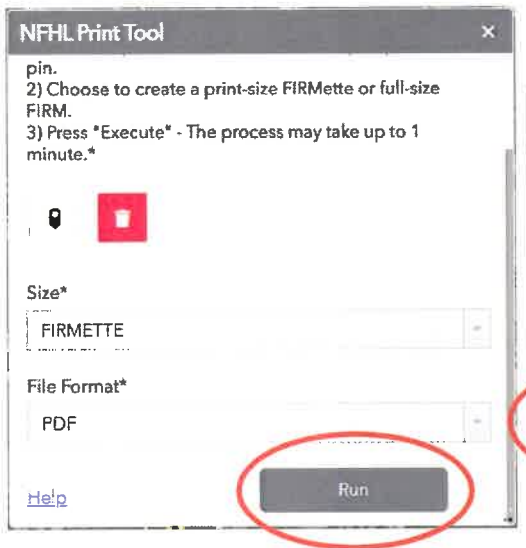 NFHL Print Tool ×
pin.
2) Choose to create a print-size FIRMette or full-size
FIRM.
3) Press "Execute" - The process may take up to 1
minute.*
Size*
FIRMETTE
File Format*
PDF
Help Run